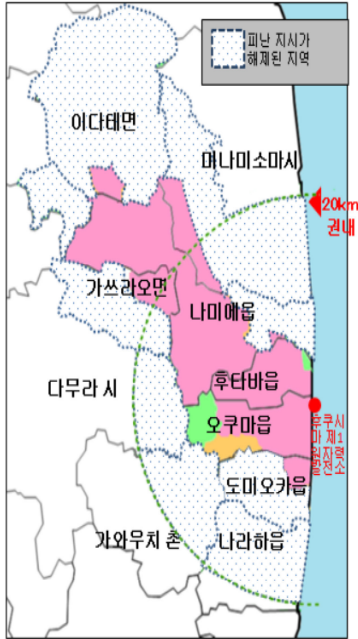 피난 지시가
해제된 지역
이다테면
미나미소마시
20km
권내
가쓰라오면
나미에읍
다무라 시
후타바읍
오쿠마읍
후쿠시
마 제1
원자력
발전소
도미오카읍
가와무치 촌
나라하읍